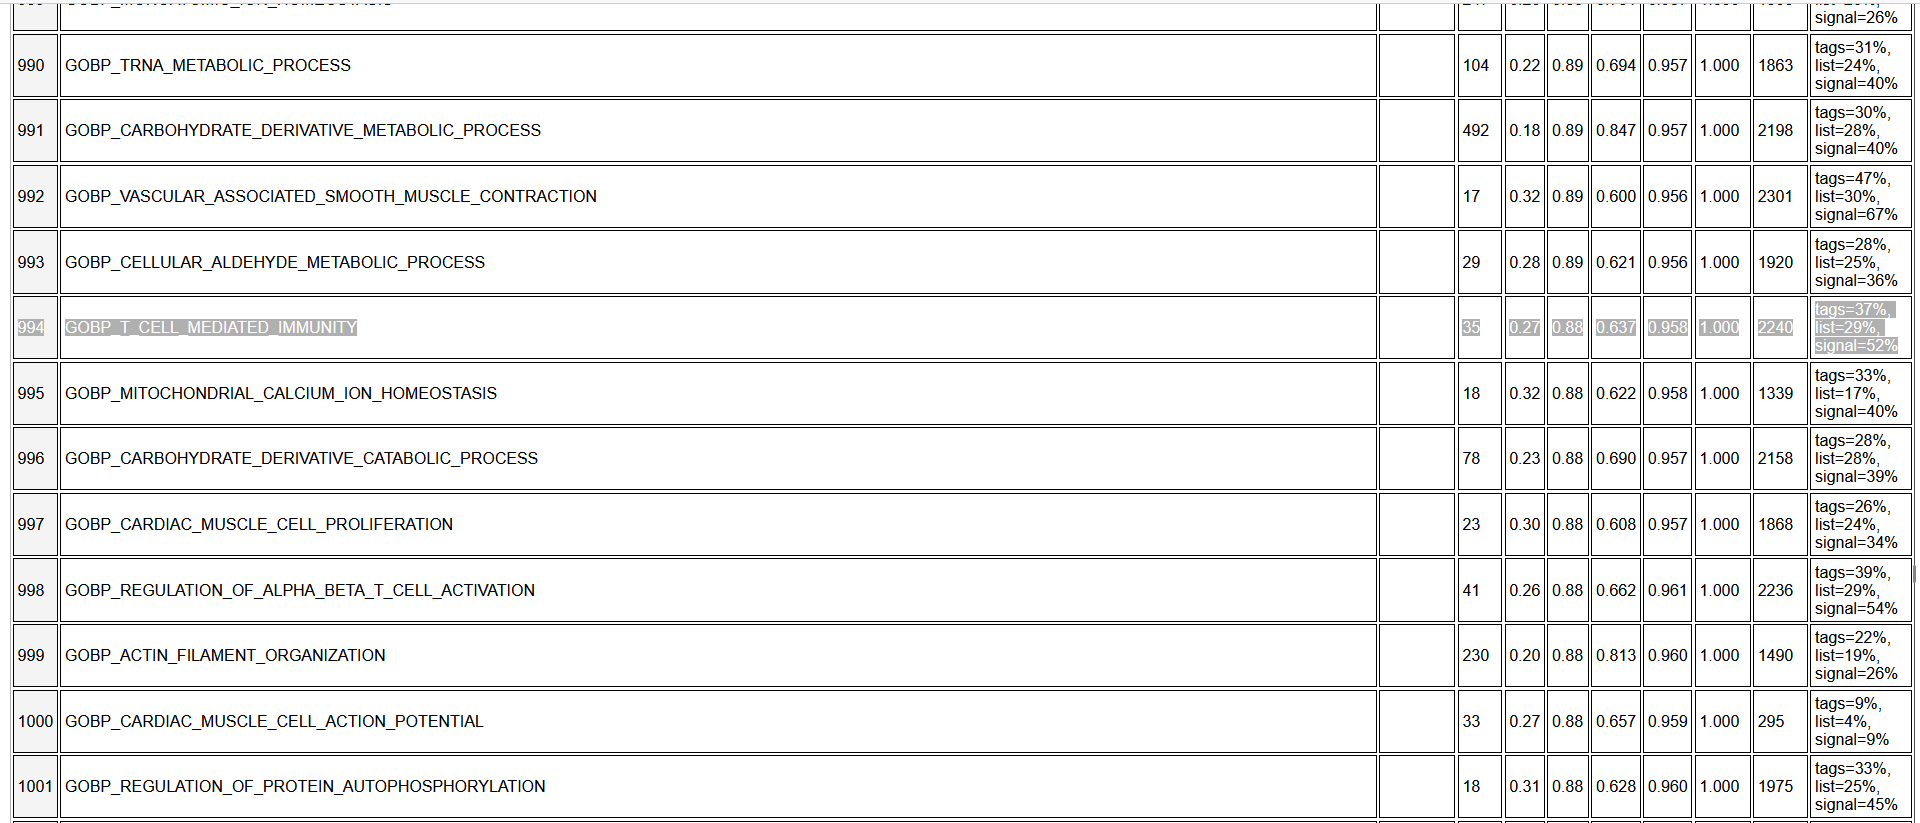 signal=26%
990 GOBP_TRNA_METABOLIC_PROCESS 104 0.22 0.89 0.694 0.957 1.000 1863 tags=31%,
list=24%,
signal=40%
991 GOBP_CARBOHYDRATE_DERIVATIVE_METABOLIC_PROCESS 492 0.18 0.89 0.847 0.957 1.000 2198 tags=30%,
list=28%,
signal=40%
992 GOBP_VASCULAR_ASSOCIATED_SMOOTH_MUSCLE_CONTRACTION 17 0.32 0.89 0.600 0.956 1.000 2301 tags=47%,
list=30%,
signal=67%
993 GOBP_CELLULAR_ALDEHYDE_METABOLIC_PROCESS 29 0.28 0.89 0.621 0.956 1.000 1920 tags=28%,
list=25%,
signal=36%
994 GOBP_T_CELL_MEDIATED_IMMUNITY 35 0.27 0.88 0.637 0.958 1.000 2240 tags=37%,
list=29%,
signal=52%
995 GOBP_MITOCHONDRIAL_CALCIUM_ION_HOMEOSTASIS 18 0.32 0.88 0.622 0.958 1.000 1339 tags=33%,
list=17%,
signal=40%
996 GOBP_CARBOHYDRATE_DERIVATIVE_CATABOLIC_PROCESS 78 0.23 0.88 0.690 0.957 1.000 2158 tags=28%,
list=28%,
signal=39%
997 GOBP_CARDIAC_MUSCLE_CELL_PROLIFERATION 23 0.30 0.88 0.608 0.957 1.000 1868 tags=26%,
list=24%,
signal=34%
998 GOBP_REGULATION_OF_ALPHA_BETA_T_CELL_ACTIVATION 41 0.26 0.88 0.662 0.961 1.000 2236 tags=39%,
list=29%,
signal=54%
999 GOBP_ACTIN_FILAMENT_ORGANIZATION 230 0.20 0.88 0.813 0.960 1.000 1490 tags=22%,
list=19%,
signal=26%
1000 GOBP_CARDIAC_MUSCLE_CELL_ACTION_POTENTIAL 33 0.27 0.88 0.657 0.959 1.000 295 tags=9%,
list=4%,
signal=9%
1001 GOBP_REGULATION_OF_PROTEIN_AUTOPHOSPHORYLATION 18 0.31 0.88 0.628 0.960 1.000 1975 tags=33%,
list=25%,
signal=45%